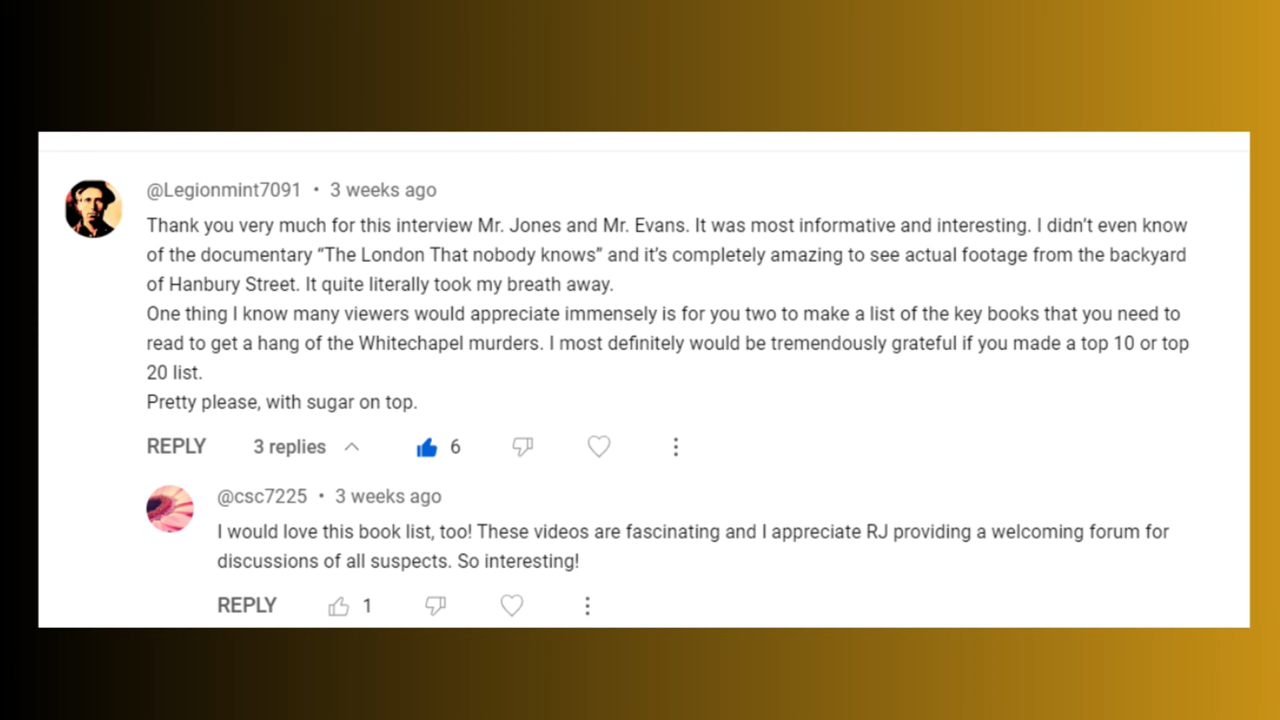 @Legionmint7091 • 3 weeks ago
Thank you very much for this interview Mr. Jones and Mr. Evans. It was most informative and interesting. I didn’t even know
of the documentary “The London That nobody knows” and it’s completely amazing to see actual footage from the backyard
of Hanbury Street. It quite literally took my breath away.
One thing I know many viewers would appreciate immensely is for you two to make a list of the key books that you need to
read to get a hang of the Whitechapel murders. I most definitely would be tremendously grateful if you made a top 10 or top
20 list.
Pretty please, with sugar on top.
REPLY 3 replies 6
@csc7225 • 3 weeks ago
I would love this book list, too! These videos are fascinating and I appreciate RJ providing a welcoming forum for
discussions of all suspects. So interesting!
REPLY 1